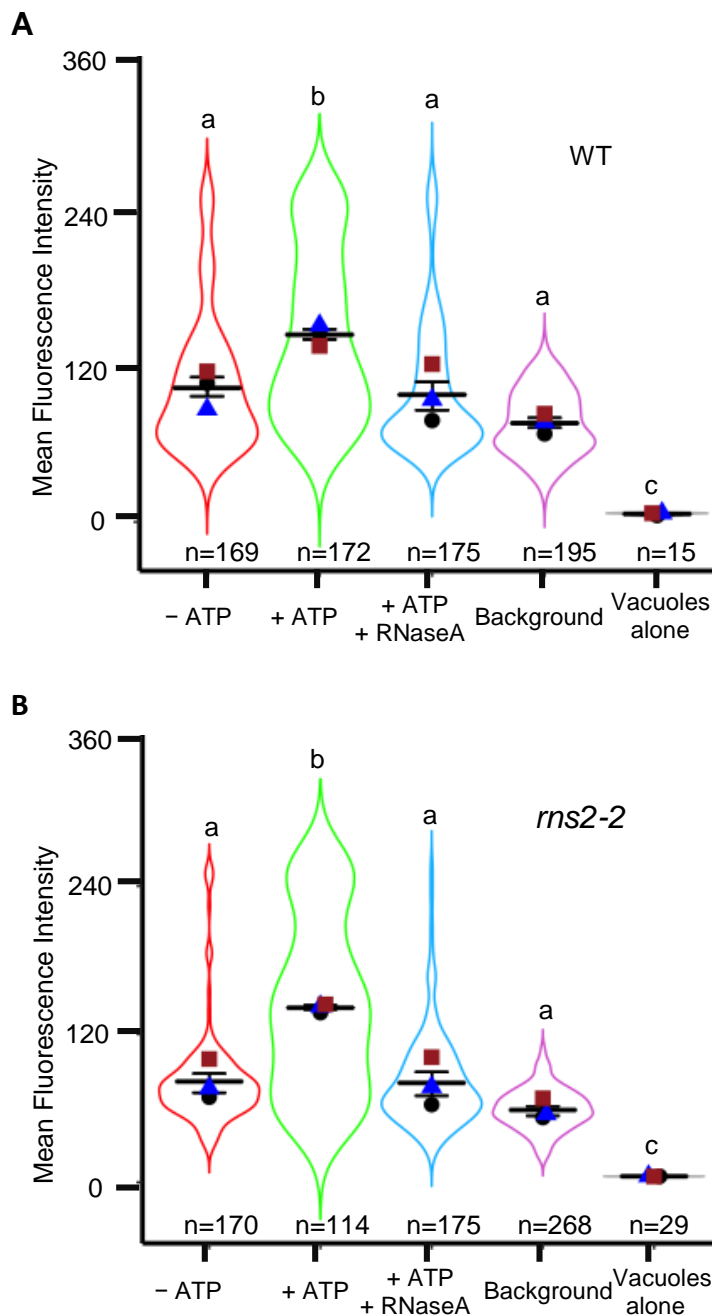 A
360
240
120
0
Mean Fluorescence Intensity
WT
a
b
a
a
c
n=169 n=172 n=175 n=195 n=15
− ATP + ATP + ATP + RNaseA Background Vacuoles alone
B
360
240
120
0
Mean Fluorescence Intensity
rns2-2
a
b
a
a
c
n=170 n=114 n=175 n=268 n=29
− ATP + ATP + ATP + RNaseA Background Vacuoles alone